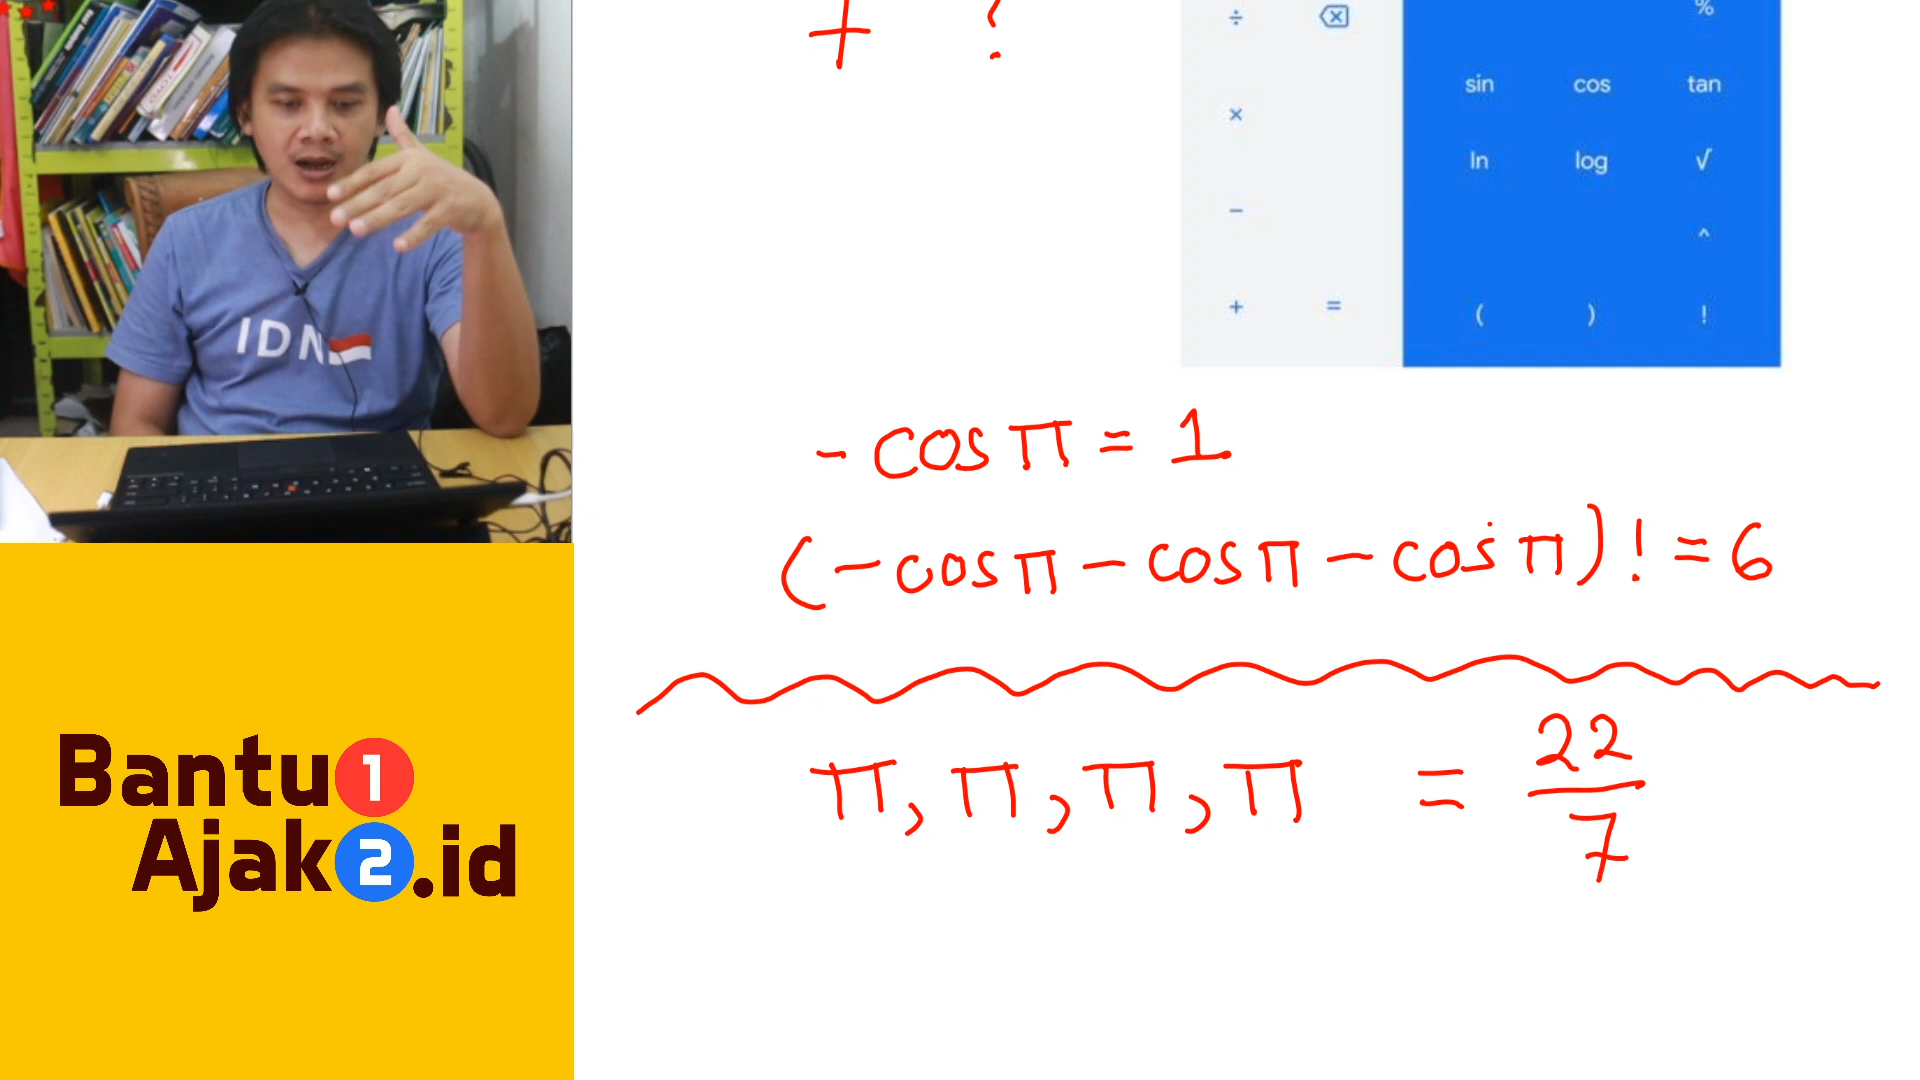 + ?
÷
%
sin cos tan
×
ln log √
−
^
+ = ( ) !
IDN
-cos π = 1
(-cos π - cos π - cos π)! = 6
π, π, π, π = 22/7
Bantu1
Ajak2.id